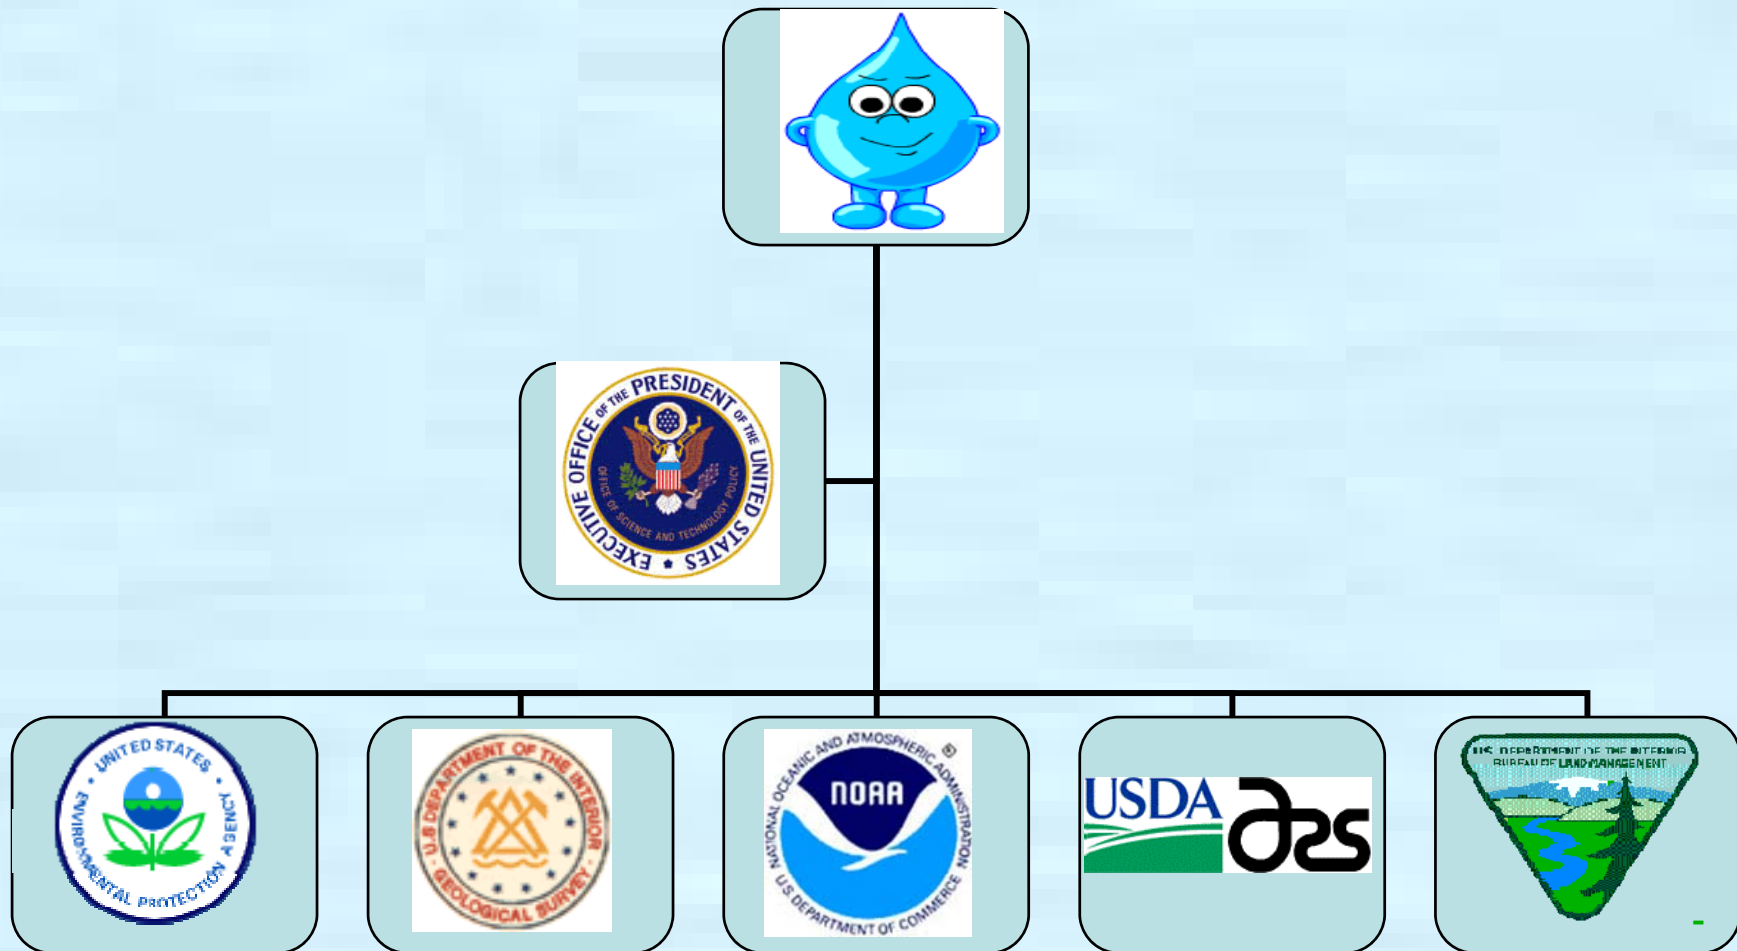 EXECUTIVE OFFICE OF THE PRESIDENT OF THE UNITED STATES
OFFICE OF SCIENCE AND TECHNOLOGY POLICY
UNITED STATES
ENVIRONMENTAL PROTECTION AGENCY
U.S DEPARTMENT OF THE INTERIOR
GEOLOGICAL SURVEY
NATIONAL OCEANIC AND ATMOSPHERIC ADMINISTRATION
NOAA
U.S. DEPARTMENT OF COMMERCE
USDA ars
U.S. DEPARTMENT OF THE INTERIOR
BUREAU OF LAND MANAGEMENT